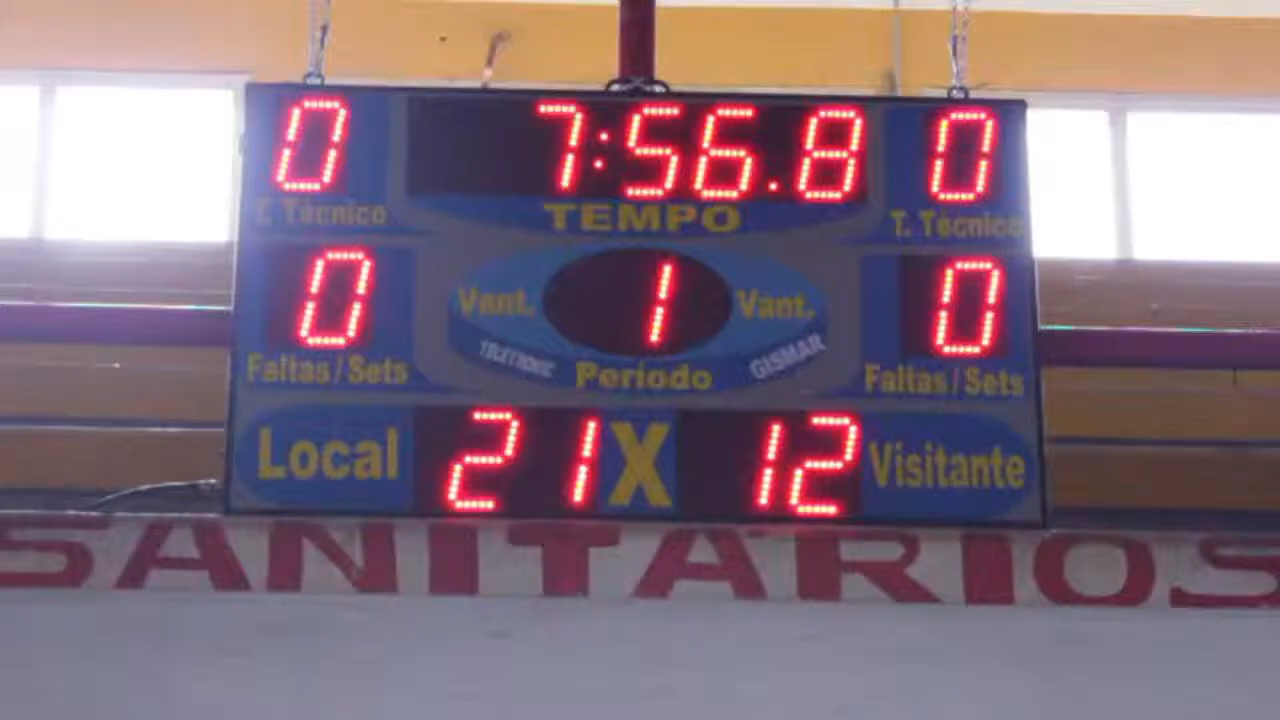 0 7:56.8 0
T. Técnico TEMPO T. Técnico
0 Vant. 1 Vant. 0
Faltas/Sets Período GISMAR Faltas/Sets
Local 21 X 12 Visitante
SANITÁRIOS